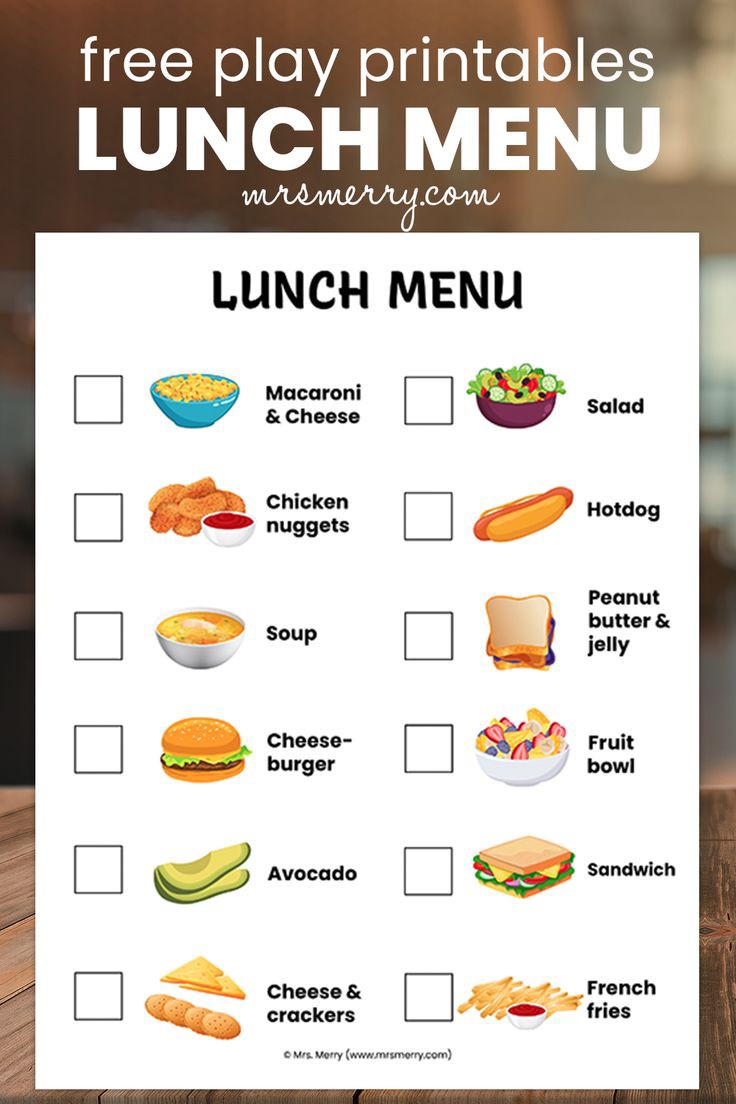 free play printables
LUNCH MENU
mrsmerry.com
LUNCH MENU
Macaroni
& Cheese
Salad
Chicken
nuggets
Hotdog
Soup
Peanut
butter &
jelly
Cheese-
burger
Fruit
bowl
Avocado
Sandwich
Cheese &
crackers
French
fries
© Mrs. Merry (www.mrsmerry.com)